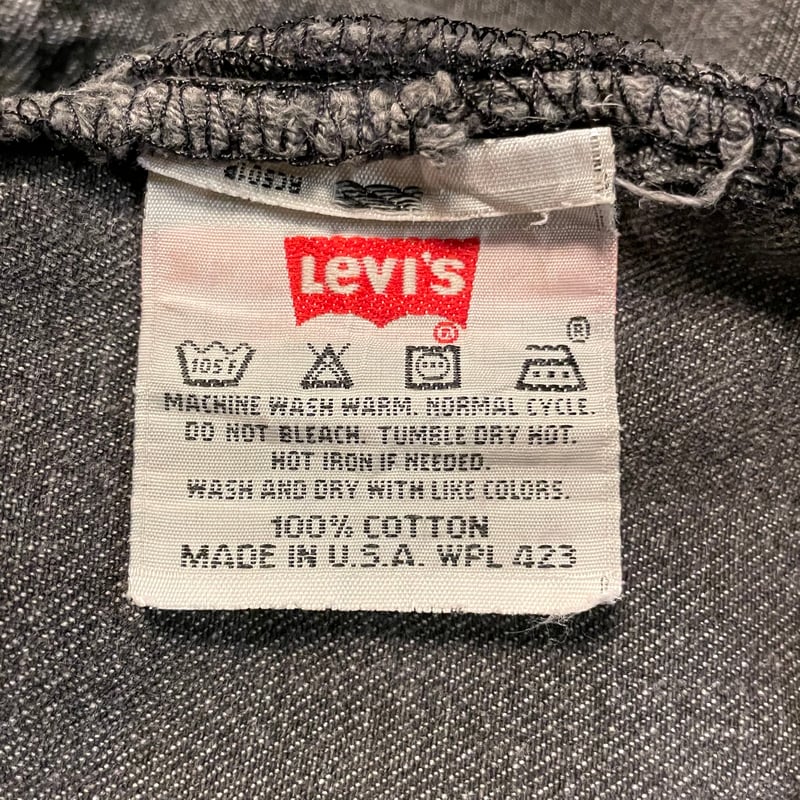 LEVI'S
®
®
105F
MACHINE WASH WARM. NORMAL CYCLE.
DO NOT BLEACH. TUMBLE DRY HOT.
HOT IRON IF NEEDED.
WASH AND DRY WITH LIKE COLORS.
100% COTTON
MADE IN U.S.A. WPL 423